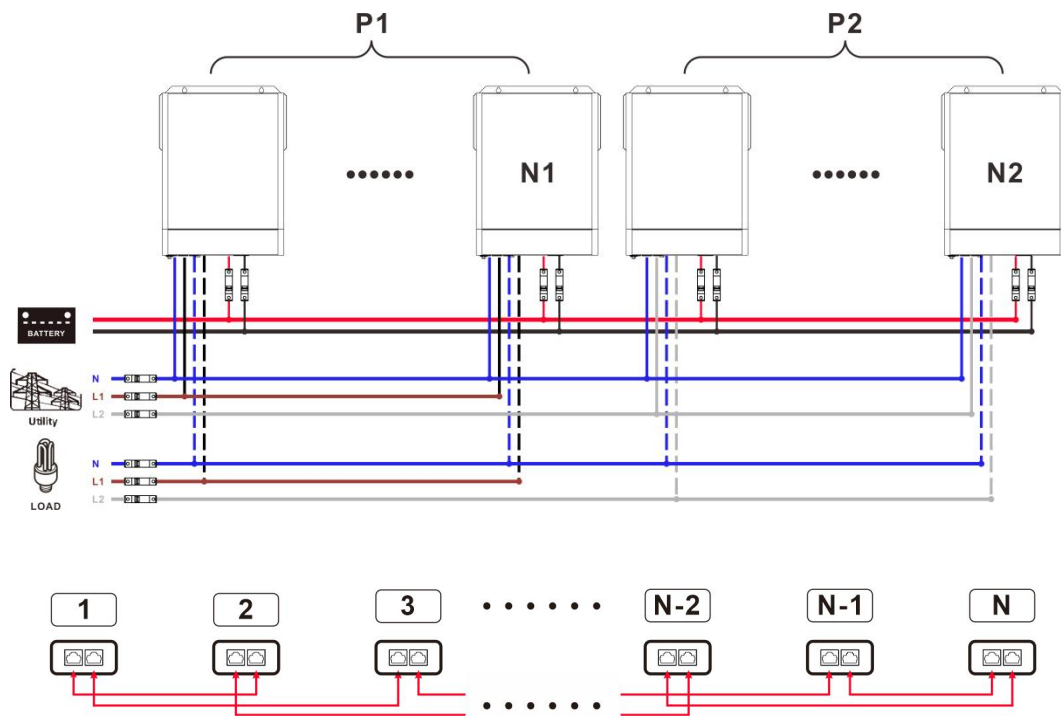 P1 P2
...... N1 ...... N2
BATTERY
N
L1
L2
Utility
N
L1
L2
LOAD
1 2 3 ...... N-2 N-1 N
......